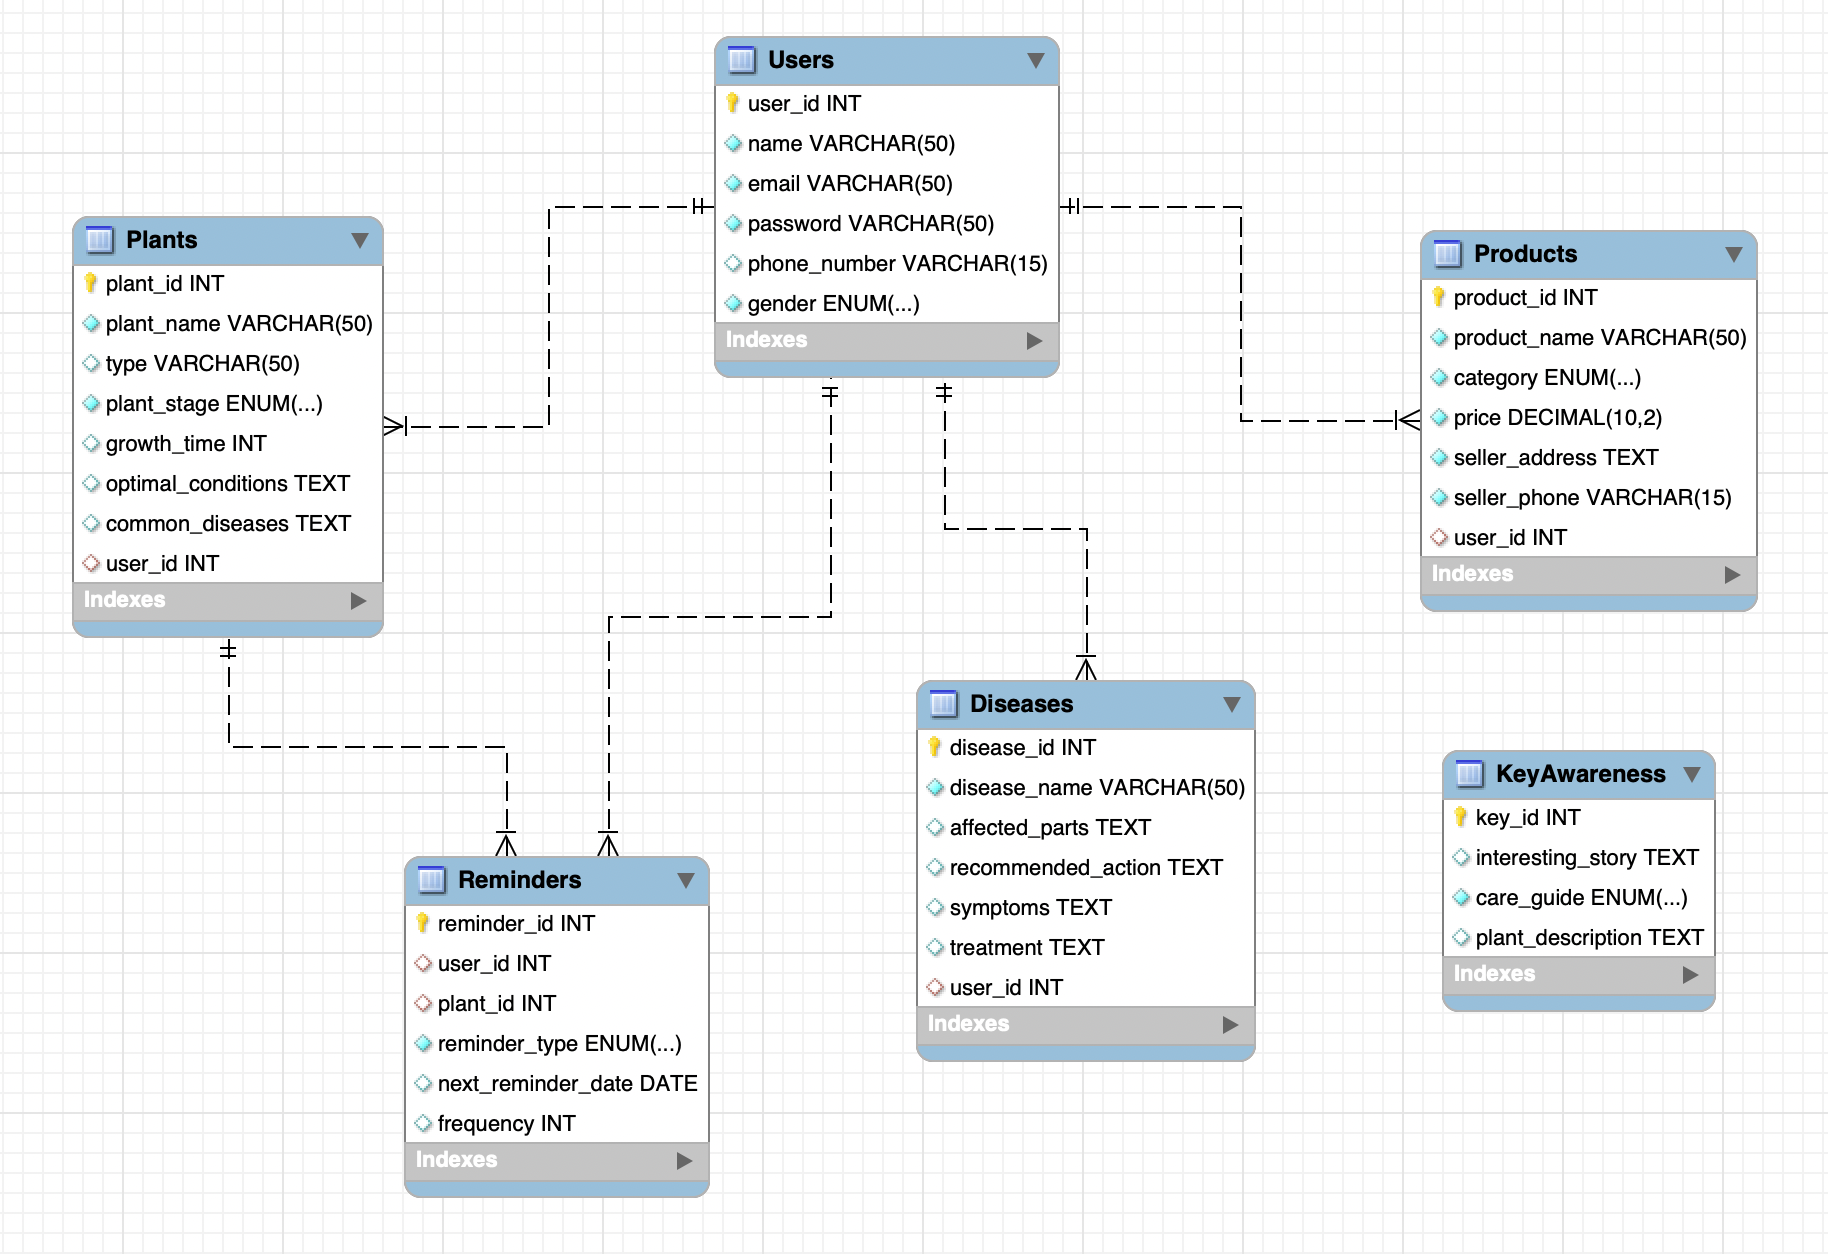 Users
user_id INT
name VARCHAR(50)
email VARCHAR(50)
password VARCHAR(50)
phone_number VARCHAR(15)
gender ENUM(...)
Indexes
Plants
plant_id INT
plant_name VARCHAR(50)
type VARCHAR(50)
plant_stage ENUM(...)
growth_time INT
optimal_conditions TEXT
common_diseases TEXT
user_id INT
Indexes
Products
product_id INT
product_name VARCHAR(50)
category ENUM(...)
price DECIMAL(10,2)
seller_address TEXT
seller_phone VARCHAR(15)
user_id INT
Indexes
Diseases
disease_id INT
disease_name VARCHAR(50)
affected_parts TEXT
recommended_action TEXT
symptoms TEXT
treatment TEXT
user_id INT
Indexes
KeyAwareness
key_id INT
interesting_story TEXT
care_guide ENUM(...)
plant_description TEXT
Indexes
Reminders
reminder_id INT
user_id INT
plant_id INT
reminder_type ENUM(...)
next_reminder_date DATE
frequency INT
Indexes